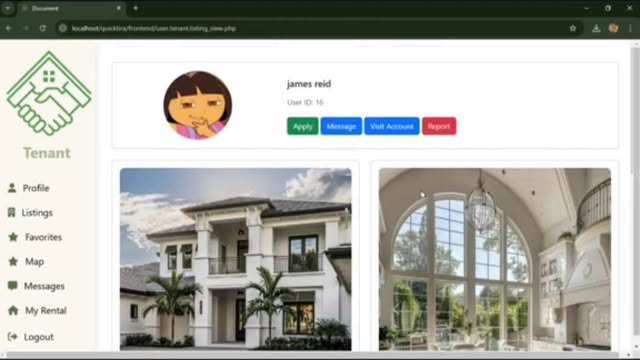 Document
localhost/quicktira/frontend/user.tenant.listing_view.php
Tenant
Profile
Listings
Favorites
Map
Messages
My Rental
Logout
james reid
User ID: 16
Apply Message Visit Account Report